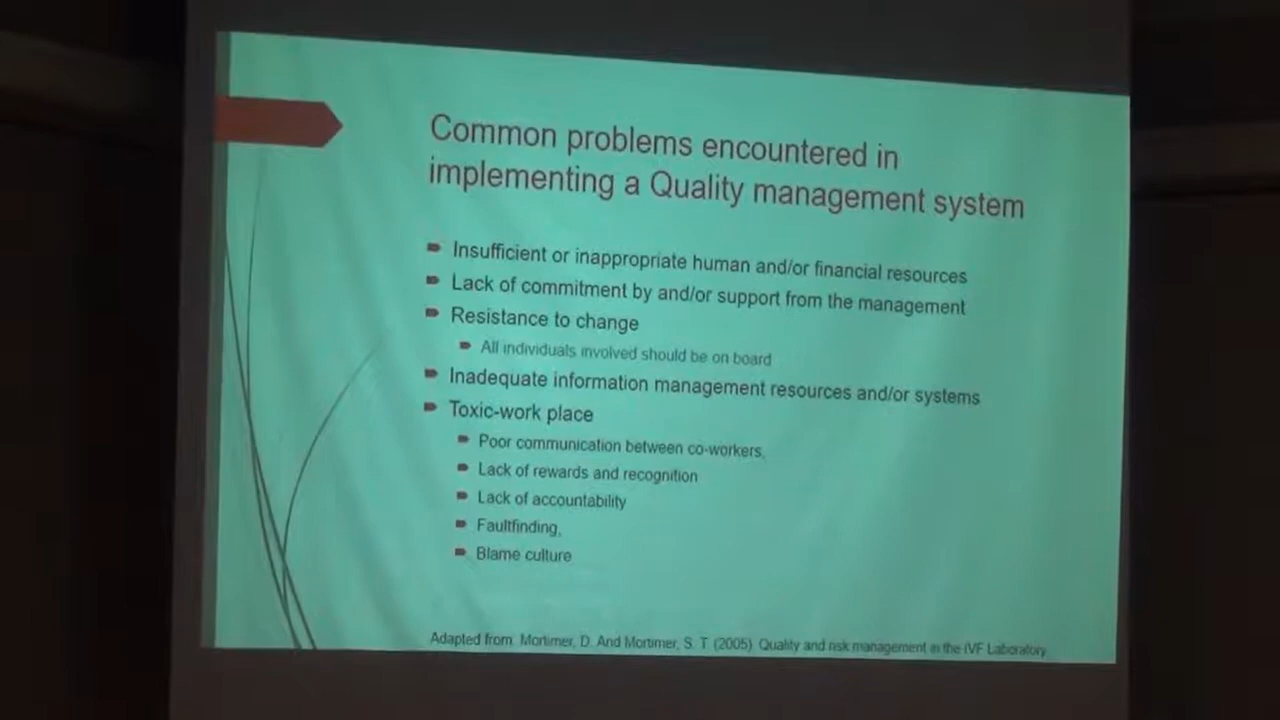 Common problems encountered in
implementing a Quality management system
Insufficient or inappropriate human and/or financial resources
Lack of commitment by and/or support from the management
Resistance to change
All individuals involved should be on board
Inadequate information management resources and/or systems
Toxic-work place
Poor communication between co-workers,
Lack of rewards and recognition
Lack of accountability
Faultfinding,
Blame culture
Adapted from: Mortimer, D. And Mortimer, S. T. (2005). Quality and risk management in the IVF Laboratory